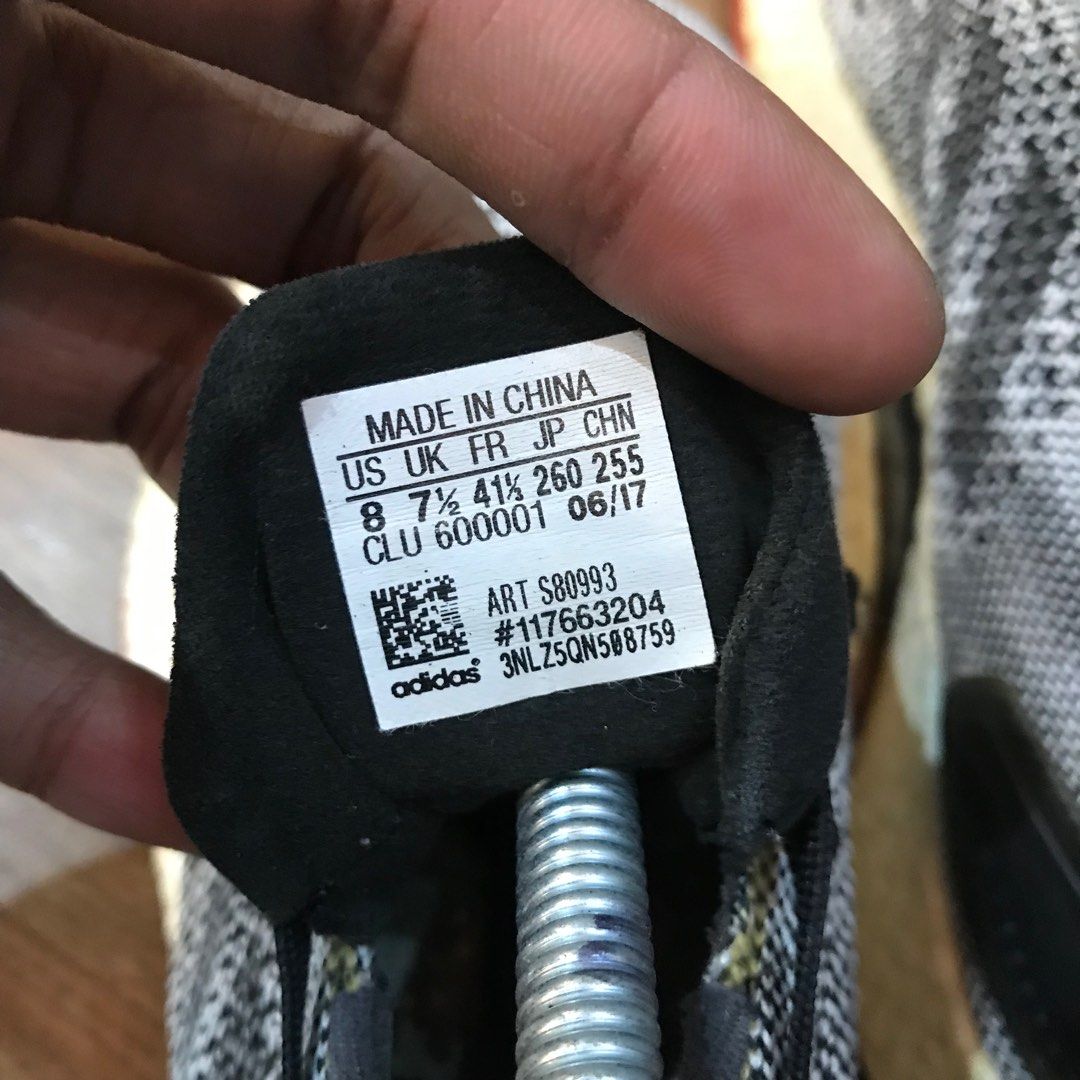 MADE IN CHINA
US UK FR JP CHN
8 7½ 41⅓ 260 255
CLU 600001 06/17
ART S80993
#117663204
3NLZ5QN508759
adidas